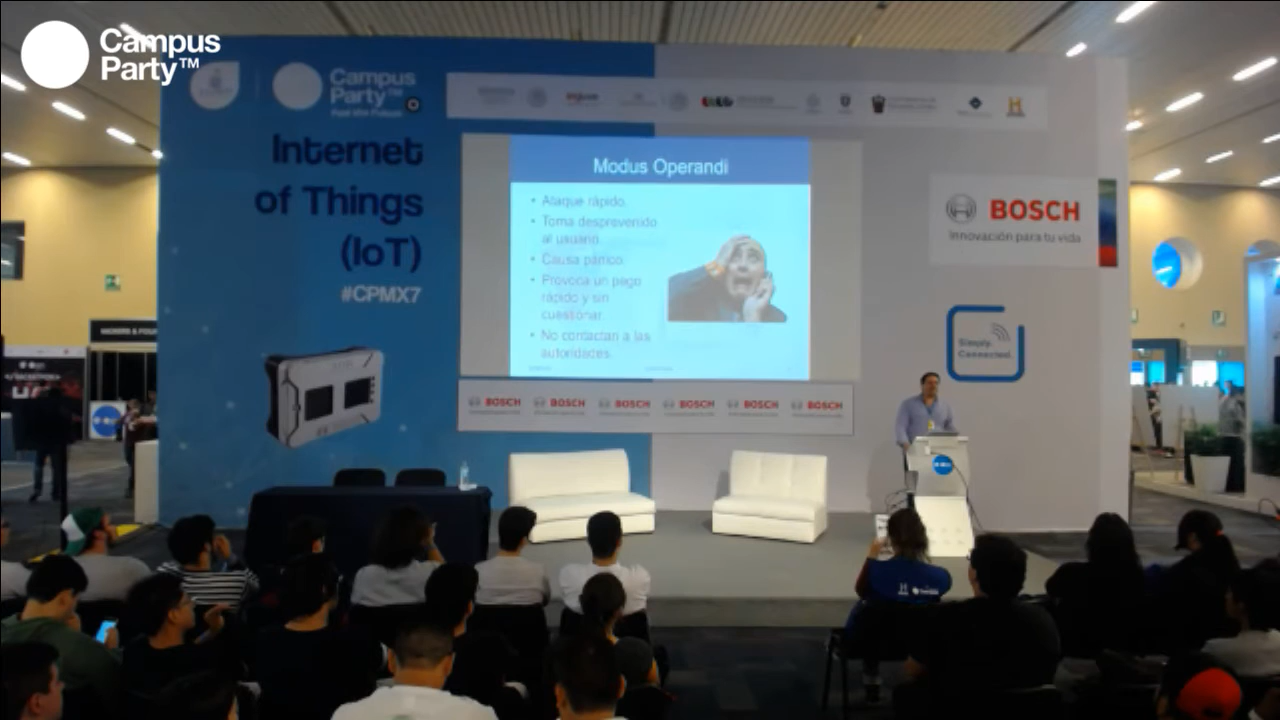 Campus
Party™
Campus
Party™
Internet
of Things
(IoT)
#CPMX7
Modus Operandi
• Ataque rápido.
• Toma desprevenido
al usuario.
• Causa pánico.
• Provoca un pago
rápido y sin
cuestionar.
• No contactan a las
autoridades.
BOSCH
Innovación para tu vida
Simply.
Connected.
BOSCH
BOSCH
BOSCH
BOSCH
BOSCH
BOSCH